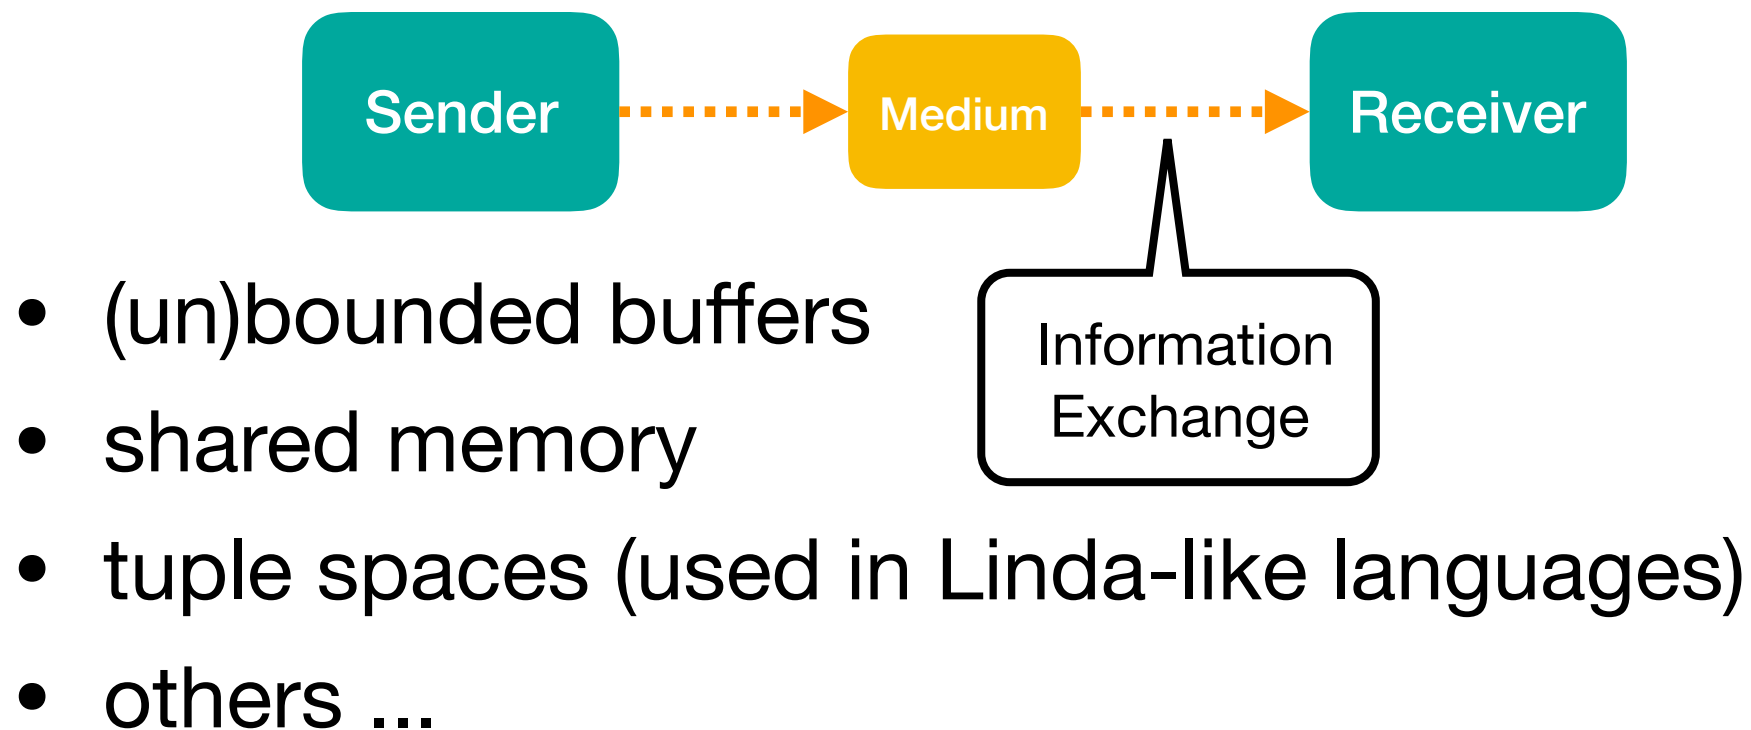 Sender
Medium
Receiver
Information
Exchange
• (un)bounded buffers
• shared memory
• tuple spaces (used in Linda-like languages)
• others ...